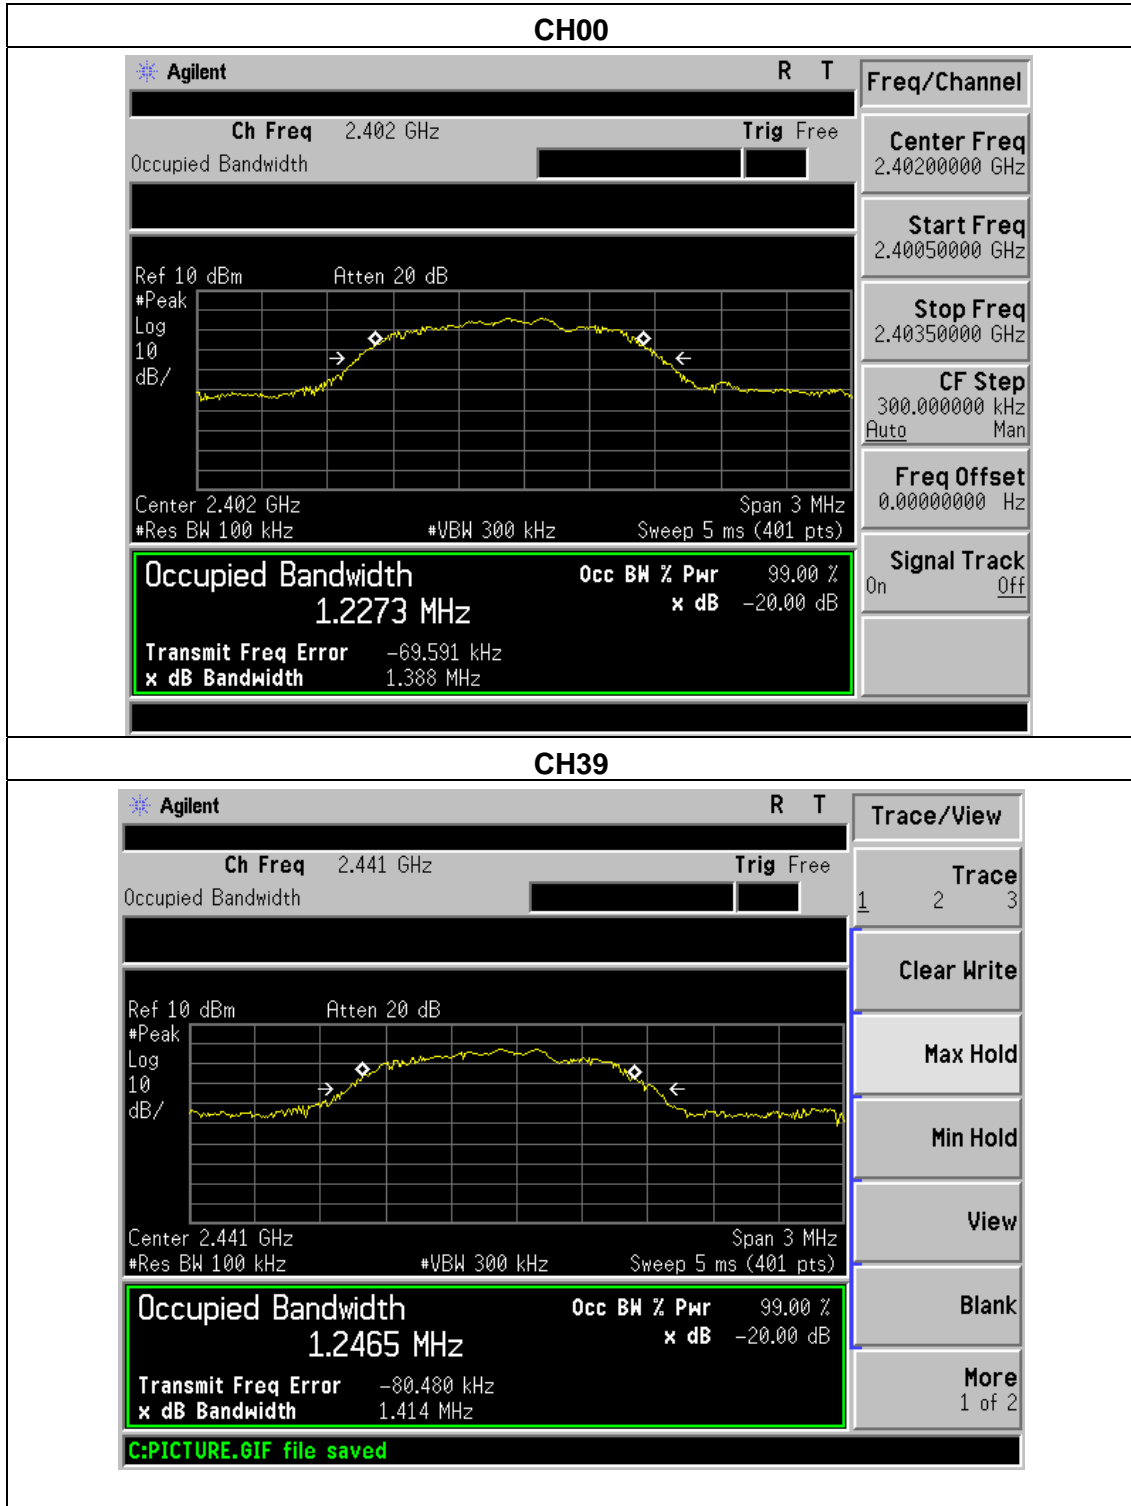 CH00
Agilent R T
Freq/Channel
Ch Freq 2.402 GHz Trig Free
Occupied Bandwidth
Center Freq
2.40200000 GHz
Start Freq
2.40050000 GHz
Stop Freq
2.40350000 GHz
CF Step
300.000000 kHz
Auto Man
Freq Offset
0.00000000 Hz
Signal Track
On Off
Ref 10 dBm Atten 20 dB
#Peak
Log
10
dB/
Center 2.402 GHz Span 3 MHz
#Res BW 100 kHz #VBW 300 kHz Sweep 5 ms (401 pts)
Occupied Bandwidth Occ BW % Pwr 99.00 %
1.2273 MHz x dB -20.00 dB
Transmit Freq Error -69.591 kHz
x dB Bandwidth 1.388 MHz
CH39
Agilent R T
Trace/View
Ch Freq 2.441 GHz Trig Free
Occupied Bandwidth
Trace
1 2 3
Clear Write
Max Hold
Min Hold
View
Blank
More
1 of 2
Ref 10 dBm Atten 20 dB
#Peak
Log
10
dB/
Center 2.441 GHz Span 3 MHz
#Res BW 100 kHz #VBW 300 kHz Sweep 5 ms (401 pts)
Occupied Bandwidth Occ BW % Pwr 99.00 %
1.2465 MHz x dB -20.00 dB
Transmit Freq Error -80.480 kHz
x dB Bandwidth 1.414 MHz
C:PICTURE.GIF file saved